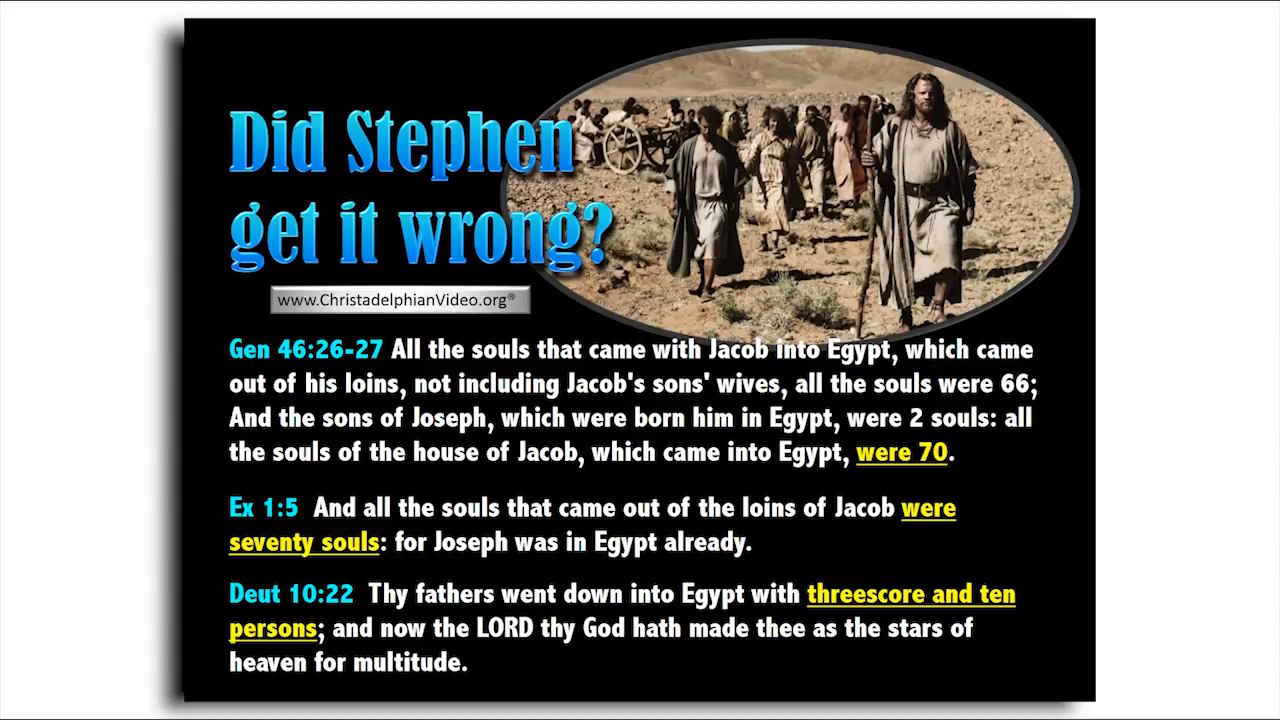 Did Stephen
get it wrong?
www.ChristadelphianVideo.org®
Gen 46:26-27 All the souls that came with Jacob into Egypt, which came
out of his loins, not including Jacob's sons' wives, all the souls were 66;
And the sons of Joseph, which were born him in Egypt, were 2 souls: all
the souls of the house of Jacob, which came into Egypt, were 70.
Ex 1:5 And all the souls that came out of the loins of Jacob were
seventy souls: for Joseph was in Egypt already.
Deut 10:22 Thy fathers went down into Egypt with threescore and ten
persons; and now the LORD thy God hath made thee as the stars of
heaven for multitude.